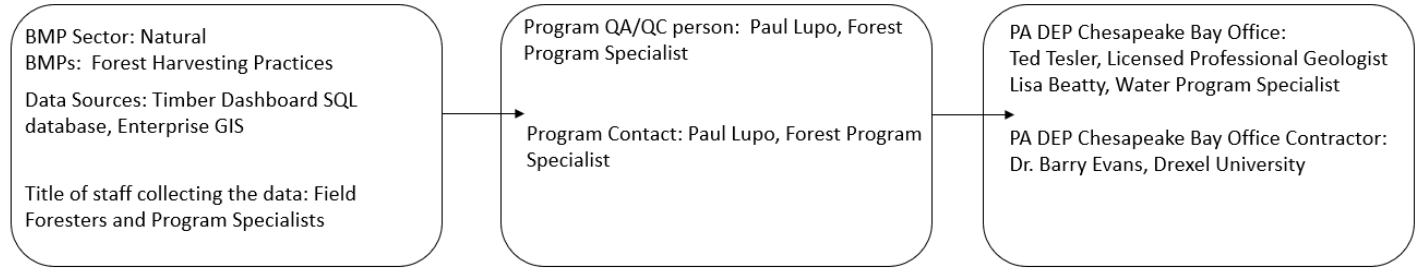 BMP Sector: Natural
BMPs:  Forest Harvesting Practices
Data Sources: Timber Dashboard SQL
database, Enterprise GIS
Title of staff collecting the data: Field
Foresters and Program Specialists
Program QA/QC person:  Paul Lupo, Forest
Program Specialist
Program Contact: Paul Lupo, Forest Program
Specialist
PA DEP Chesapeake Bay Office:
Ted Tesler, Licensed Professional Geologist
Lisa Beatty, Water Program Specialist
PA DEP Chesapeake Bay Office Contractor:
Dr. Barry Evans, Drexel University